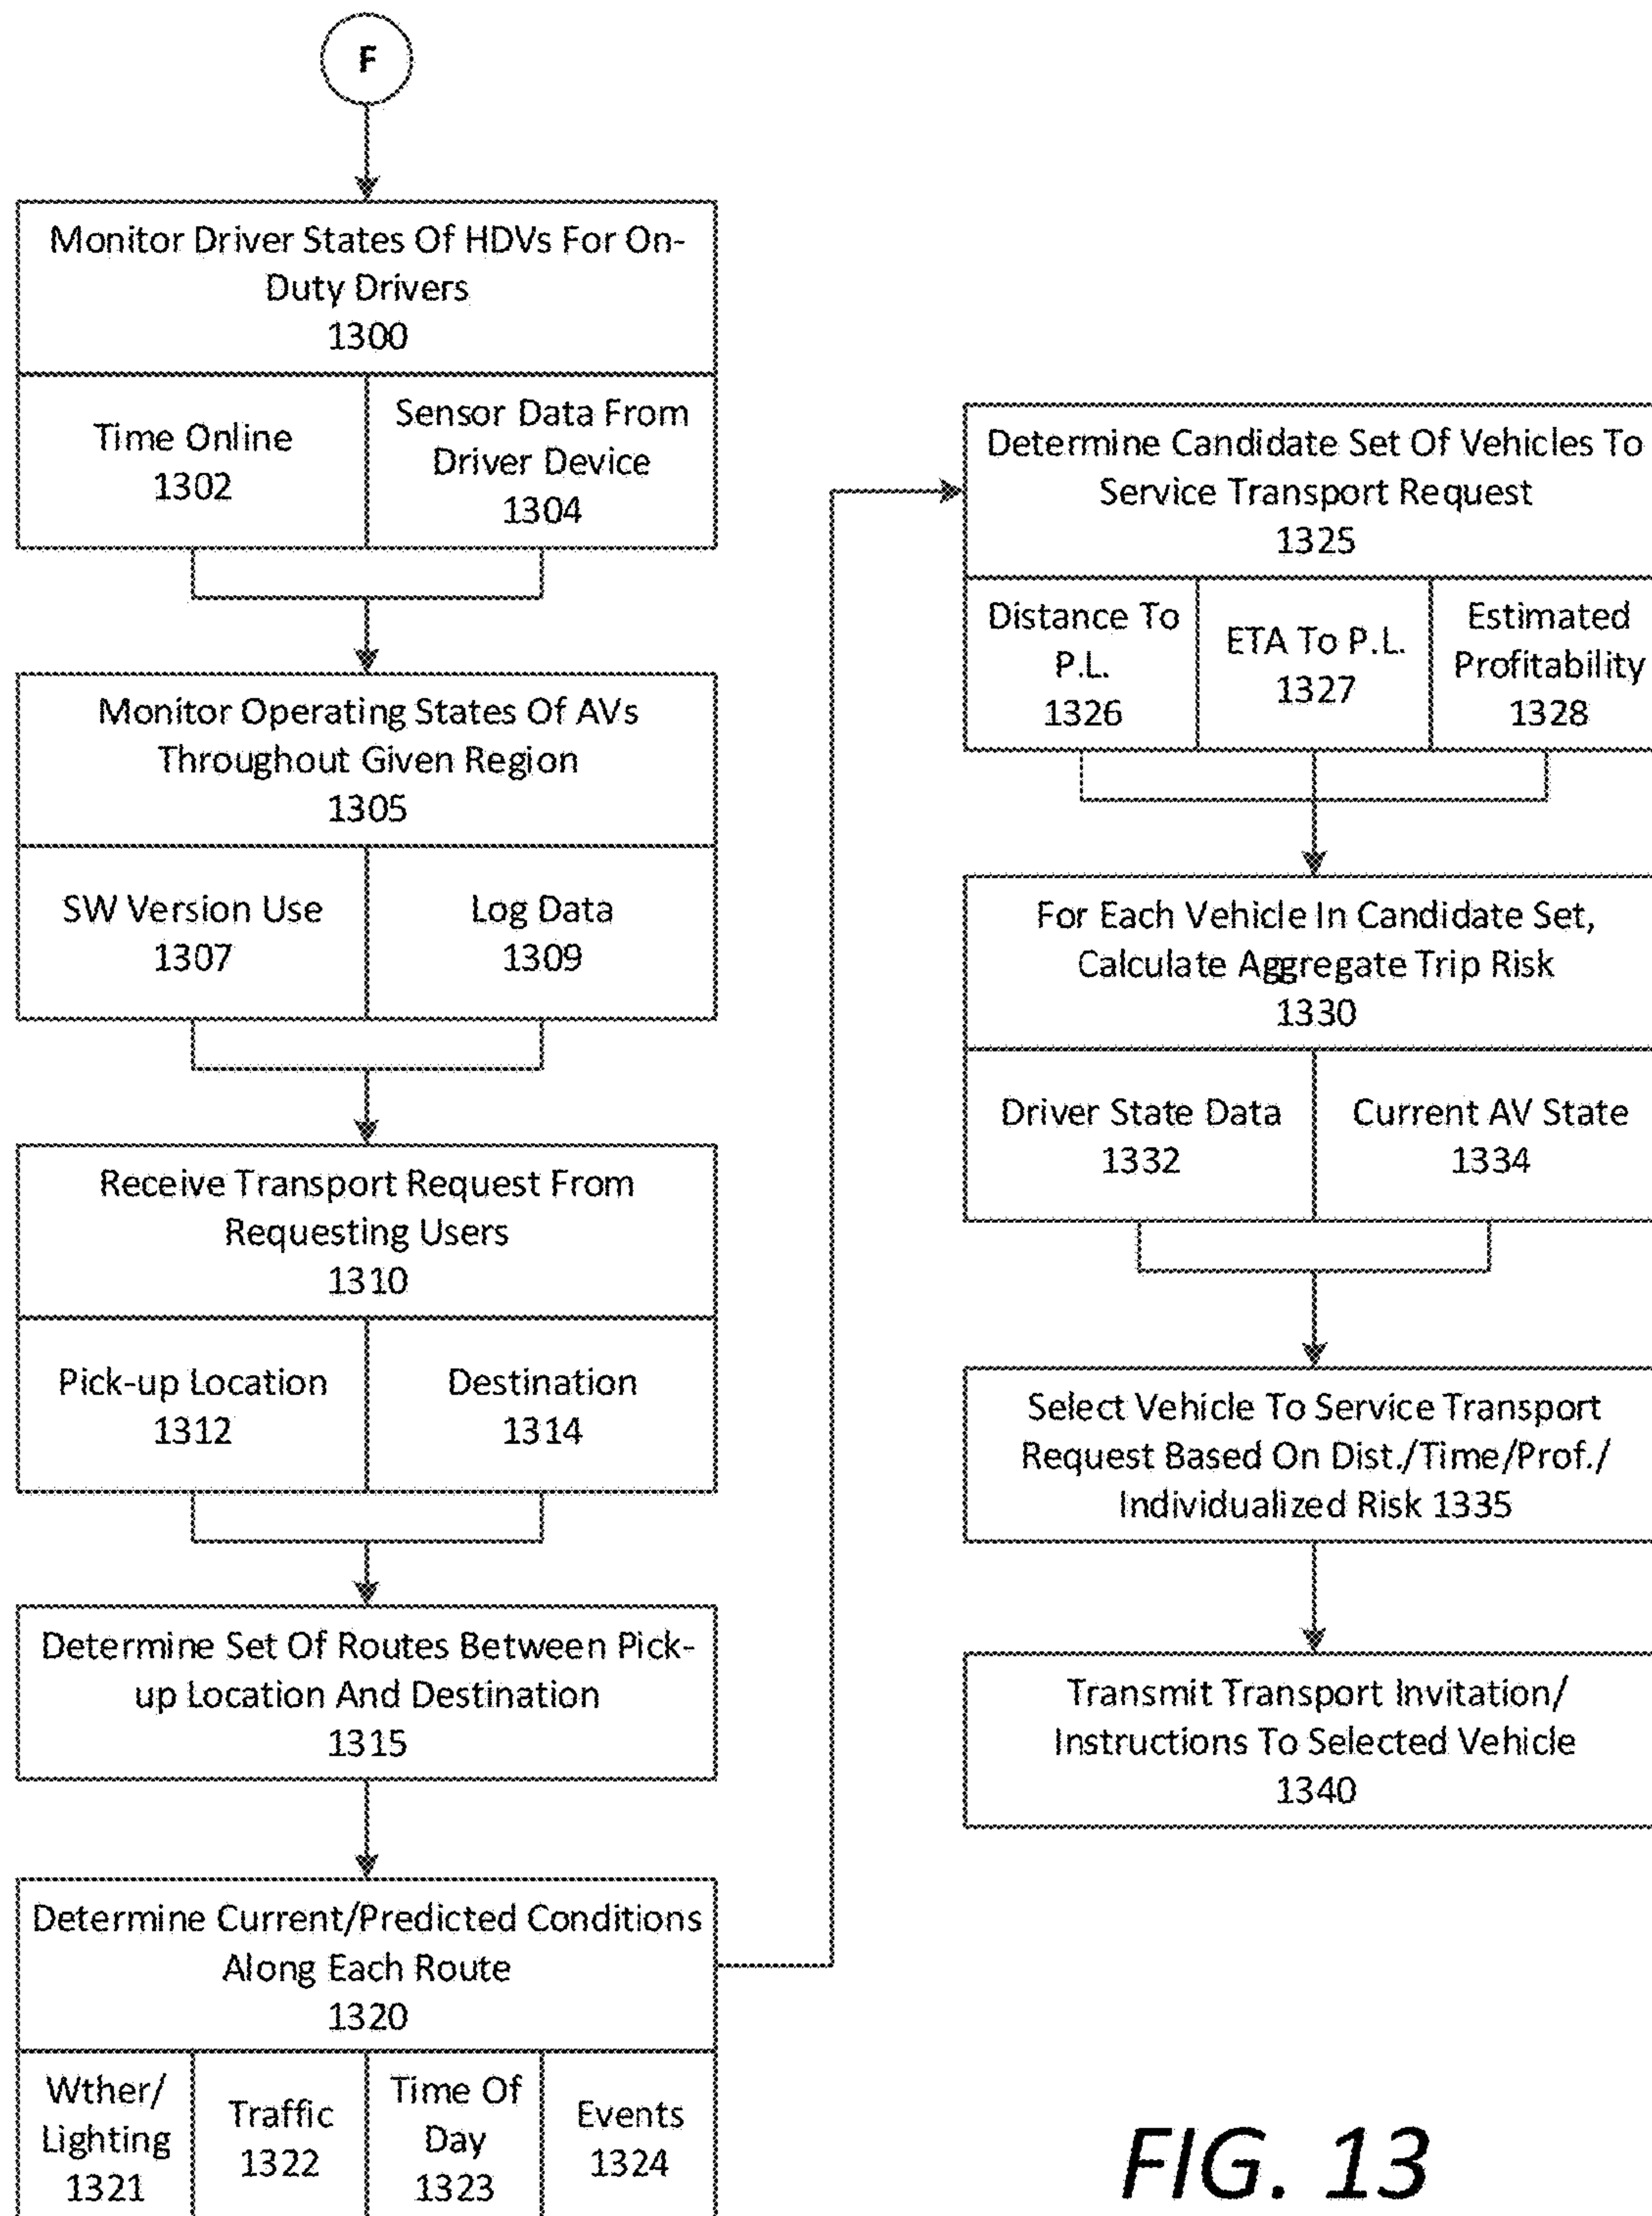 F
Monitor Driver States Of HDVs For On-
Duty Drivers
1300
Time Online
1302
Sensor Data From
Driver Device
1304
Monitor Operating States Of AVs
Throughout Given Region
1305
SW Version Use
1307
Log Data
1309
Receive Transport Request From
Requesting Users
1310
Pick-up Location
1312
Destination
1314
Determine Set Of Routes Between Pick-
up Location And Destination
1315
Determine Current/Predicted Conditions
Along Each Route
1320
Wther/
Lighting
1321
Traffic
1322
Time Of
Day
1323
Events
1324
Determine Candidate Set Of Vehicles To
Service Transport Request
1325
Distance To
P.L.
1326
ETA To P.L.
1327
Estimated
Profitability
1328
For Each Vehicle In Candidate Set,
Calculate Aggregate Trip Risk
1330
Driver State Data
1332
Current AV State
1334
Select Vehicle To Service Transport
Request Based On Dist./Time/Prof./
Individualized Risk 1335
Transmit Transport Invitation/
Instructions To Selected Vehicle
1340
FIG. 13